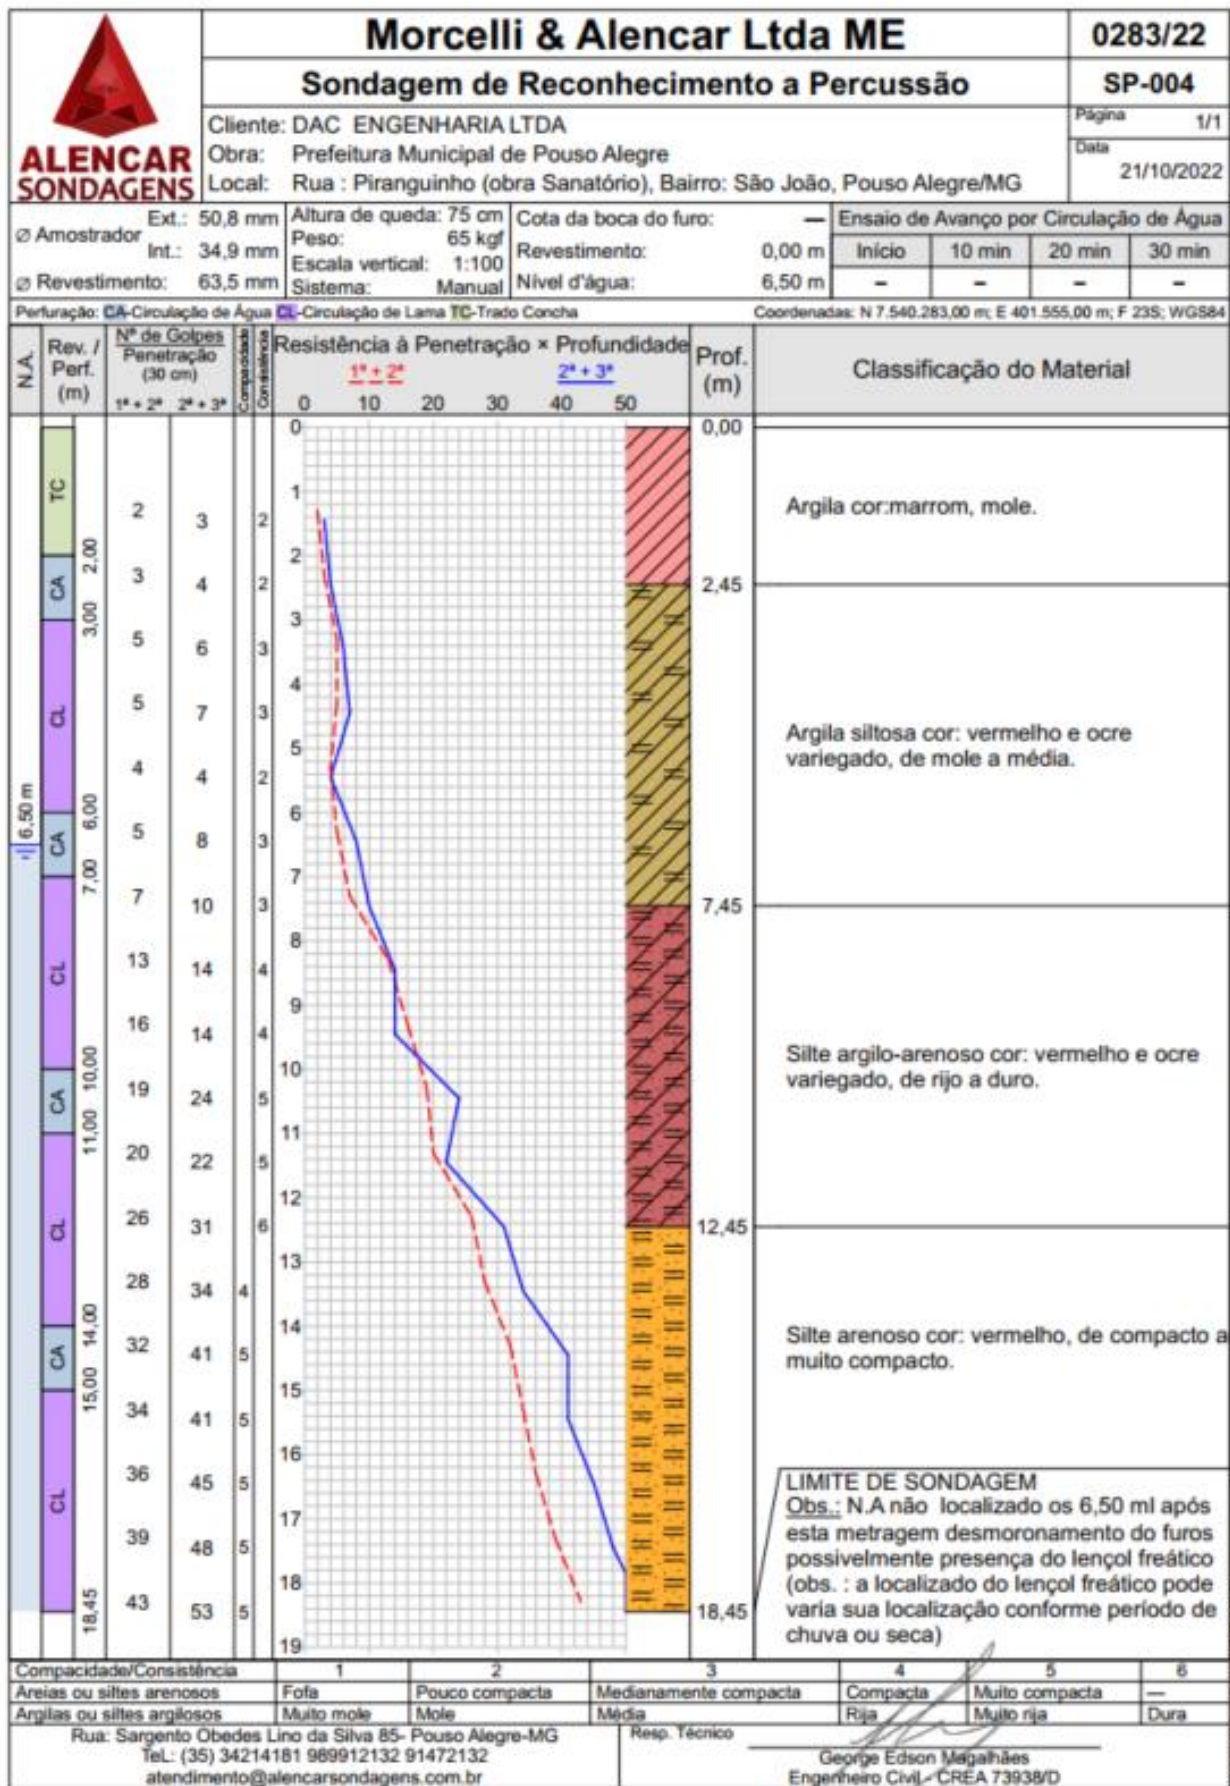 Morcelli & Alencar Ltda ME
0283/22
Sondagem de Reconhecimento a Percussão
SP-004
ALENCAR
SONDAGENS
Cliente: DAC ENGENHARIA LTDA
Obra: Prefeitura Municipal de Pouso Alegre
Local: Rua : Piranguinho (obra Sanatório), Bairro: São João, Pouso Alegre/MG
Página 1/1
Data
21/10/2022
Ø Amostrador Ext.: 50,8 mm
Int.: 34,9 mm
Ø Revestimento: 63,5 mm
Altura de queda: 75 cm
Peso: 65 kgf
Escala vertical: 1:100
Sistema: Manual
Cota da boca do furo: —
Revestimento: 0,00 m
Nível d'água: 6,50 m
Ensaio de Avanço por Circulação de Água
Início 10 min 20 min 30 min
- - - -
Perfuração: CA-Circulação de Água CL-Circulação de Lama TC-Trado Concha
Coordenadas: N 7.540.283,00 m; E 401.555,00 m; F 23S; WGS84
N.A.
Rev. /
Perf.
(m)
Nº de Golpes
Penetração
(30 cm)
1ª + 2ª 2ª + 3ª
Compacidade
Consistência
Resistência à Penetração × Profundidade
1ª + 2ª 2ª + 3ª
0 10 20 30 40 50
Prof.
(m)
Classificação do Material
0 0,00
TC
1
2 3 2
Argila cor:marrom, mole.
2,00 2
CA 3 4 2 2,45
3,00 3
5 6 3
4
CL 5 7 3
5
Argila siltosa cor: vermelho e ocre
variegado, de mole a média.
4 4 2
6,50 m
6,00 6
CA 5 8 3
7,00 7
7 10 3 7,45
8
CL 13 14 4
9
16 14 4
Silte argilo-arenoso cor: vermelho e ocre
variegado, de rijo a duro.
10,00 10
CA 19 24 5
11,00 11
20 22 5
12
CL 26 31 6 12,45
13
28 34 4
14,00 14
CA 32 41 5
Silte arenoso cor: vermelho, de compacto a
muito compacto.
15,00 15
34 41 5
16
CL 36 45 5
17
39 48 5
18
18,45 43 53 5 18,45
19
LIMITE DE SONDAGEM
Obs.: N.A não localizado os 6,50 ml após
esta metragem desmoronamento do furos
possivelmente presença do lençol freático
(obs. : a localizado do lençol freático pode
varia sua localização conforme período de
chuva ou seca)
Compacidade/Consistência 1 2 3 4 5 6
Areias ou siltes arenosos Fofa Pouco compacta Medianamente compacta Compacta Muito compacta —
Argilas ou siltes argilosos Muito mole Mole Média Rija Muito rija Dura
Rua: Sargento Obedes Lino da Silva 85- Pouso Alegre-MG
TeL: (35) 34214181 989912132 91472132
atendimento@alencarsondagens.com.br
Resp. Técnico
George Edson Magalhães
Engenheiro Civil - CREA 73938/D